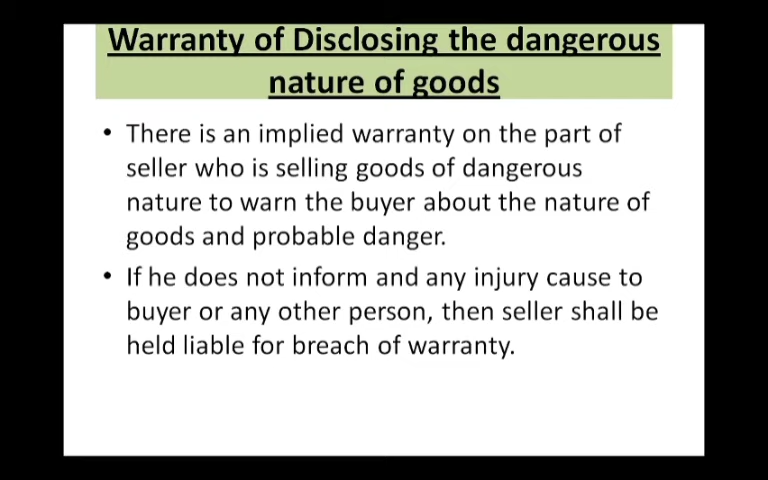 Warranty of Disclosing the dangerous
nature of goods
• There is an implied warranty on the part of
seller who is selling goods of dangerous
nature to warn the buyer about the nature of
goods and probable danger.
• If he does not inform and any injury cause to
buyer or any other person, then seller shall be
held liable for breach of warranty.